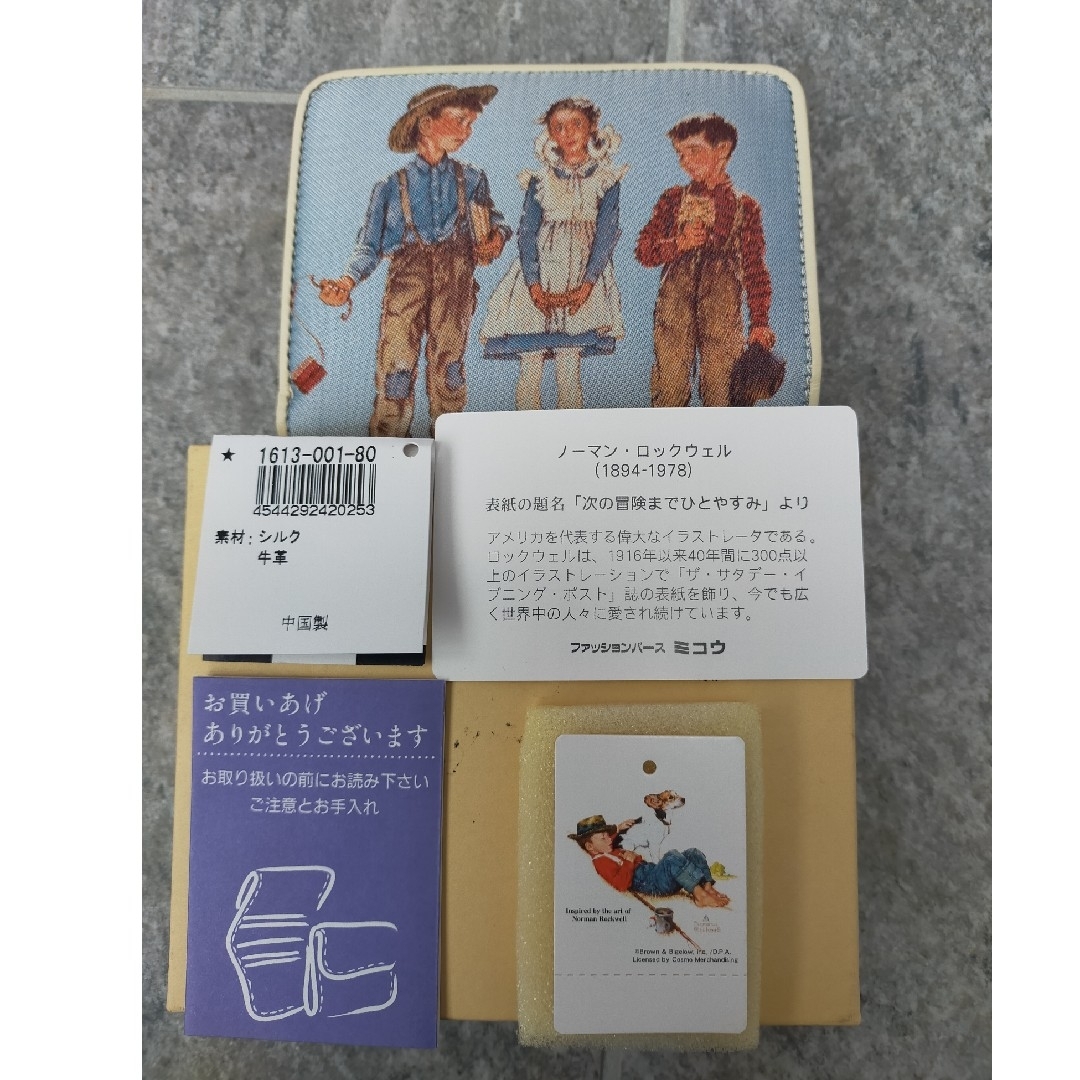 ★ 1613-001-80
4544292420253
素材: シルク
牛革
中国製
ノーマン・ロックウェル
(1894-1978)
表紙の題名「次の冒険までひとやすみ」より
アメリカを代表する偉大なイラストレータである。
ロックウェルは、1916年以来40年間に300点以
上のイラストレーションで「ザ・サタデー・イ
ブニング・ポスト」誌の表紙を飾り、今でも広
く世界中の人々に愛され続けています。
ファッションパース ミコウ
お買いあげ
ありがとうございます
お取り扱いの前にお読み下さい
ご注意とお手入れ
Inspired by the art of
Norman Rockwell
©Brown & Bigelow, Inc. /O.P.A.
Licensed by Cosmo Merchandising